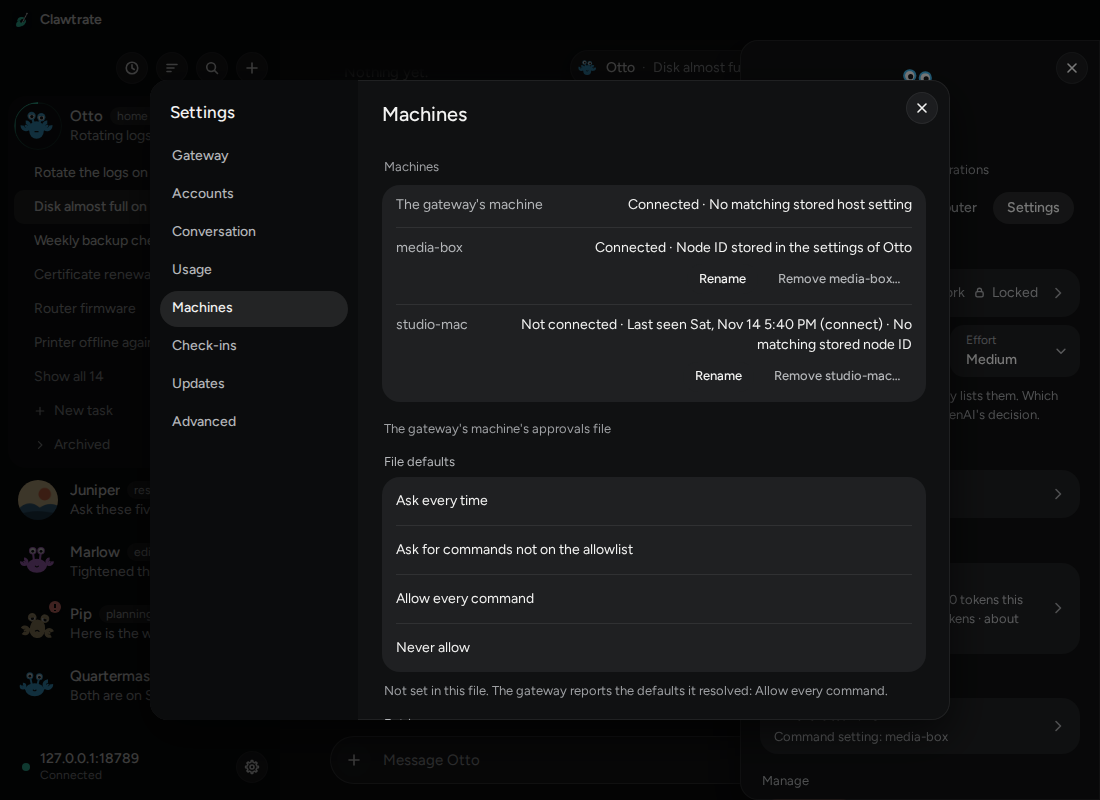 Clawtrate
Nothing yet
Otto · Disk almost fu
Settings
Machines
Otto home
Rotating logs
Rotate the logs on
Disk almost full on
Weekly backup che
Certificate renewa
Router firmware
Printer offline again
Show all 14
+ New task
Archived
Juniper res
Ask these fiv
Marlow edi
Tightened th
Pip planning
Here is the w
Quartermas
Both are on S
127.0.0.1:18789
Connected
Gateway
Accounts
Conversation
Usage
Machines
Check-ins
Updates
Advanced
Machines
The gateway's machine Connected · No matching stored host setting
media-box Connected · Node ID stored in the settings of Otto
Rename Remove media-box...
studio-mac Not connected · Last seen Sat, Nov 14 5:40 PM (connect) · No
matching stored node ID
Rename Remove studio-mac...
The gateway's machine's approvals file
File defaults
Ask every time
Ask for commands not on the allowlist
Allow every command
Never allow
Not set in this file. The gateway reports the defaults it resolved: Allow every command.
Message Otto
rations
uter Settings
ork Locked
Effort
Medium
y lists them. Which
enAI's decision.
0 tokens this
kens · about
Command setting: media-box
Manage